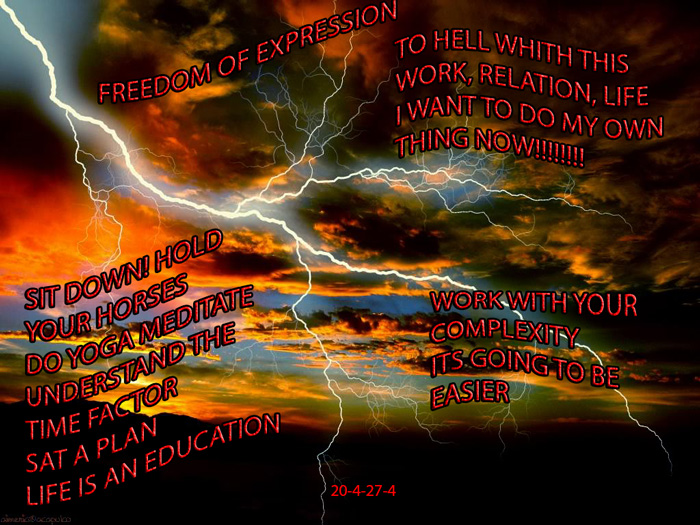 FREEDOM OF EXPRESSION
TO HELL WHITH THIS
WORK, RELATION, LIFE
I WANT TO DO MY OWN
THING NOW!!!!!!!!
SIT DOWN! HOLD
YOUR HORSES
DO YOGA MEDITATE
UNDERSTAND THE
TIME FACTOR
SAT A PLAN
LIFE IS AN EDUCATION
WORK WITH YOUR
COMPLEXITY
ITS GOING TO BE
EASIER
20-4-27-4